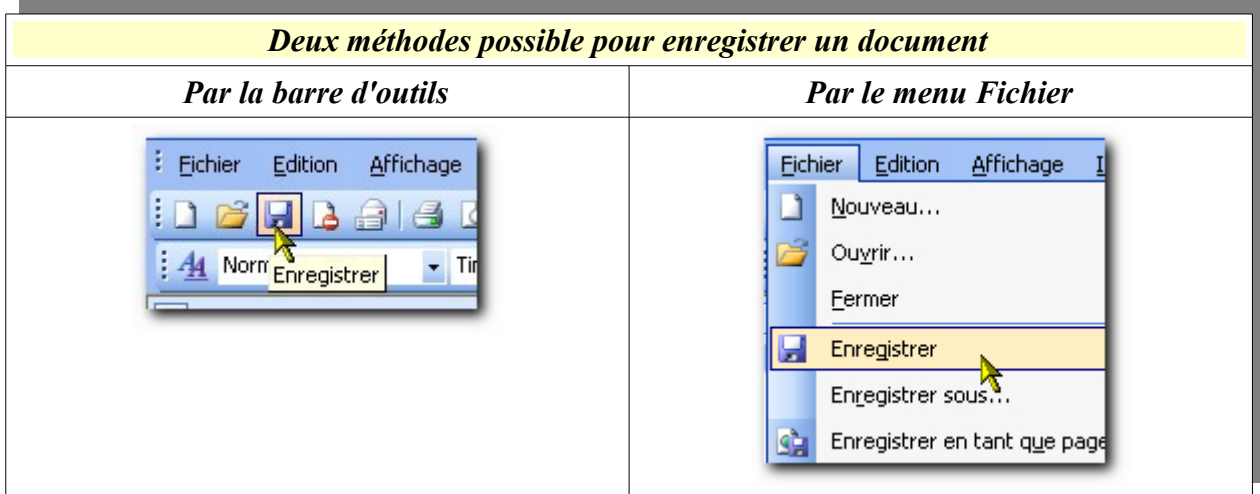 Deux méthodes possible pour enregistrer un document
Par la barre d'outils
Par le menu Fichier
Fichier Edition Affichage
Enregistrer
Fichier Edition Affichage
Nouveau...
Ouvrir...
Fermer
Enregistrer
Enregistrer sous...
Enregistrer en tant que page